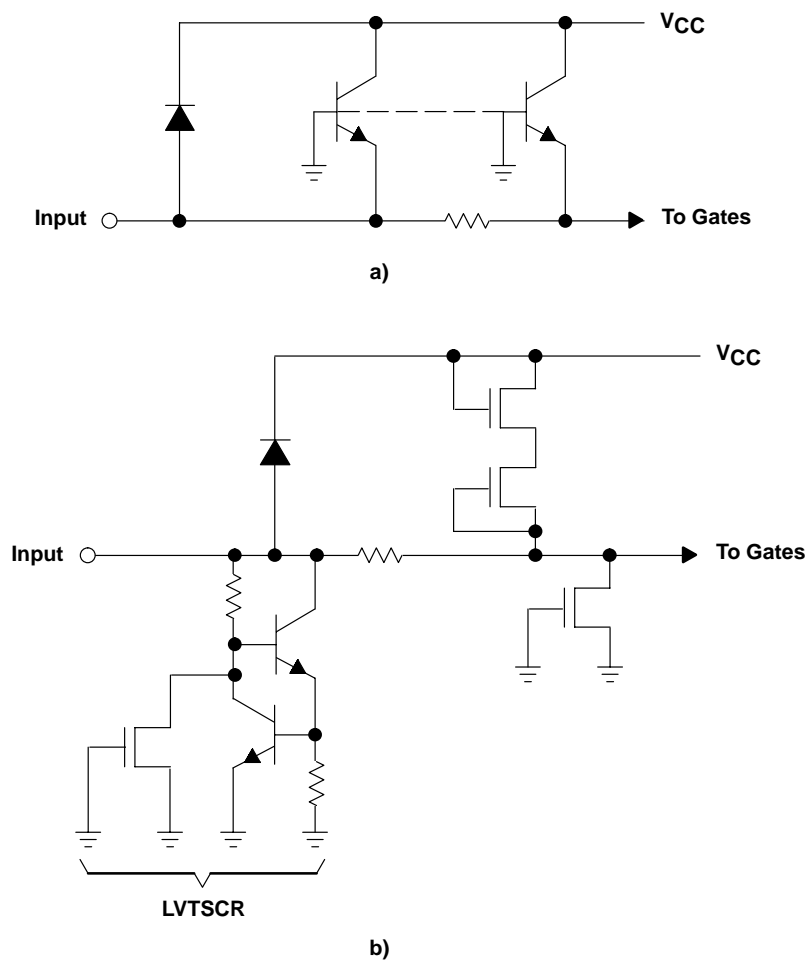 VCC
Input
To Gates
a)
VCC
Input
To Gates
LVTSCR
b)